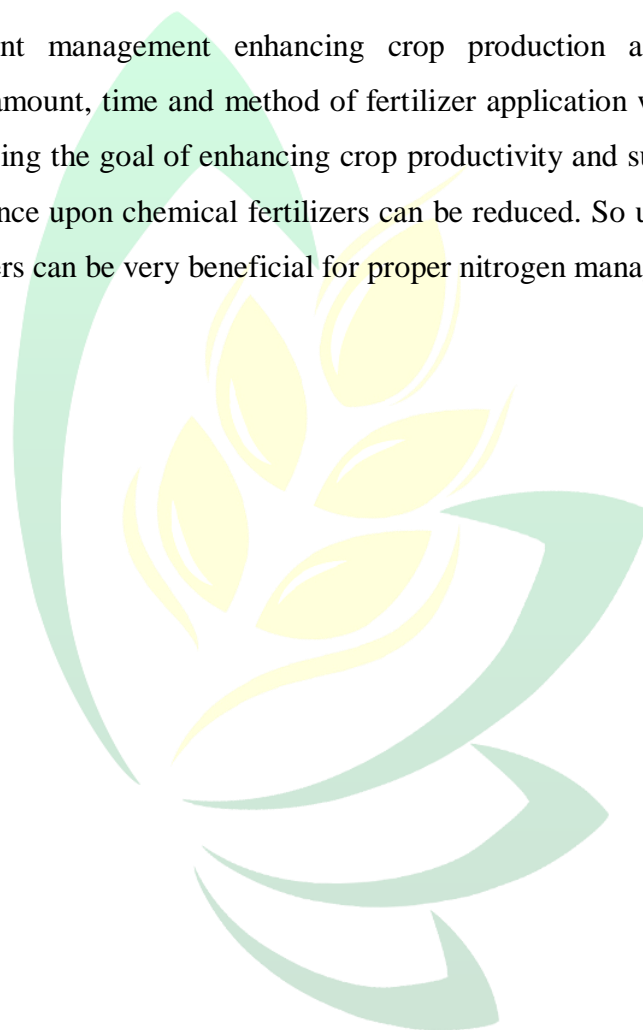 nt management enhancing crop production a
amount, time and method of fertilizer application
ing the goal of enhancing crop productivity and su
nce upon chemical fertilizers can be reduced. So u
ers can be very beneficial for proper nitrogen mana